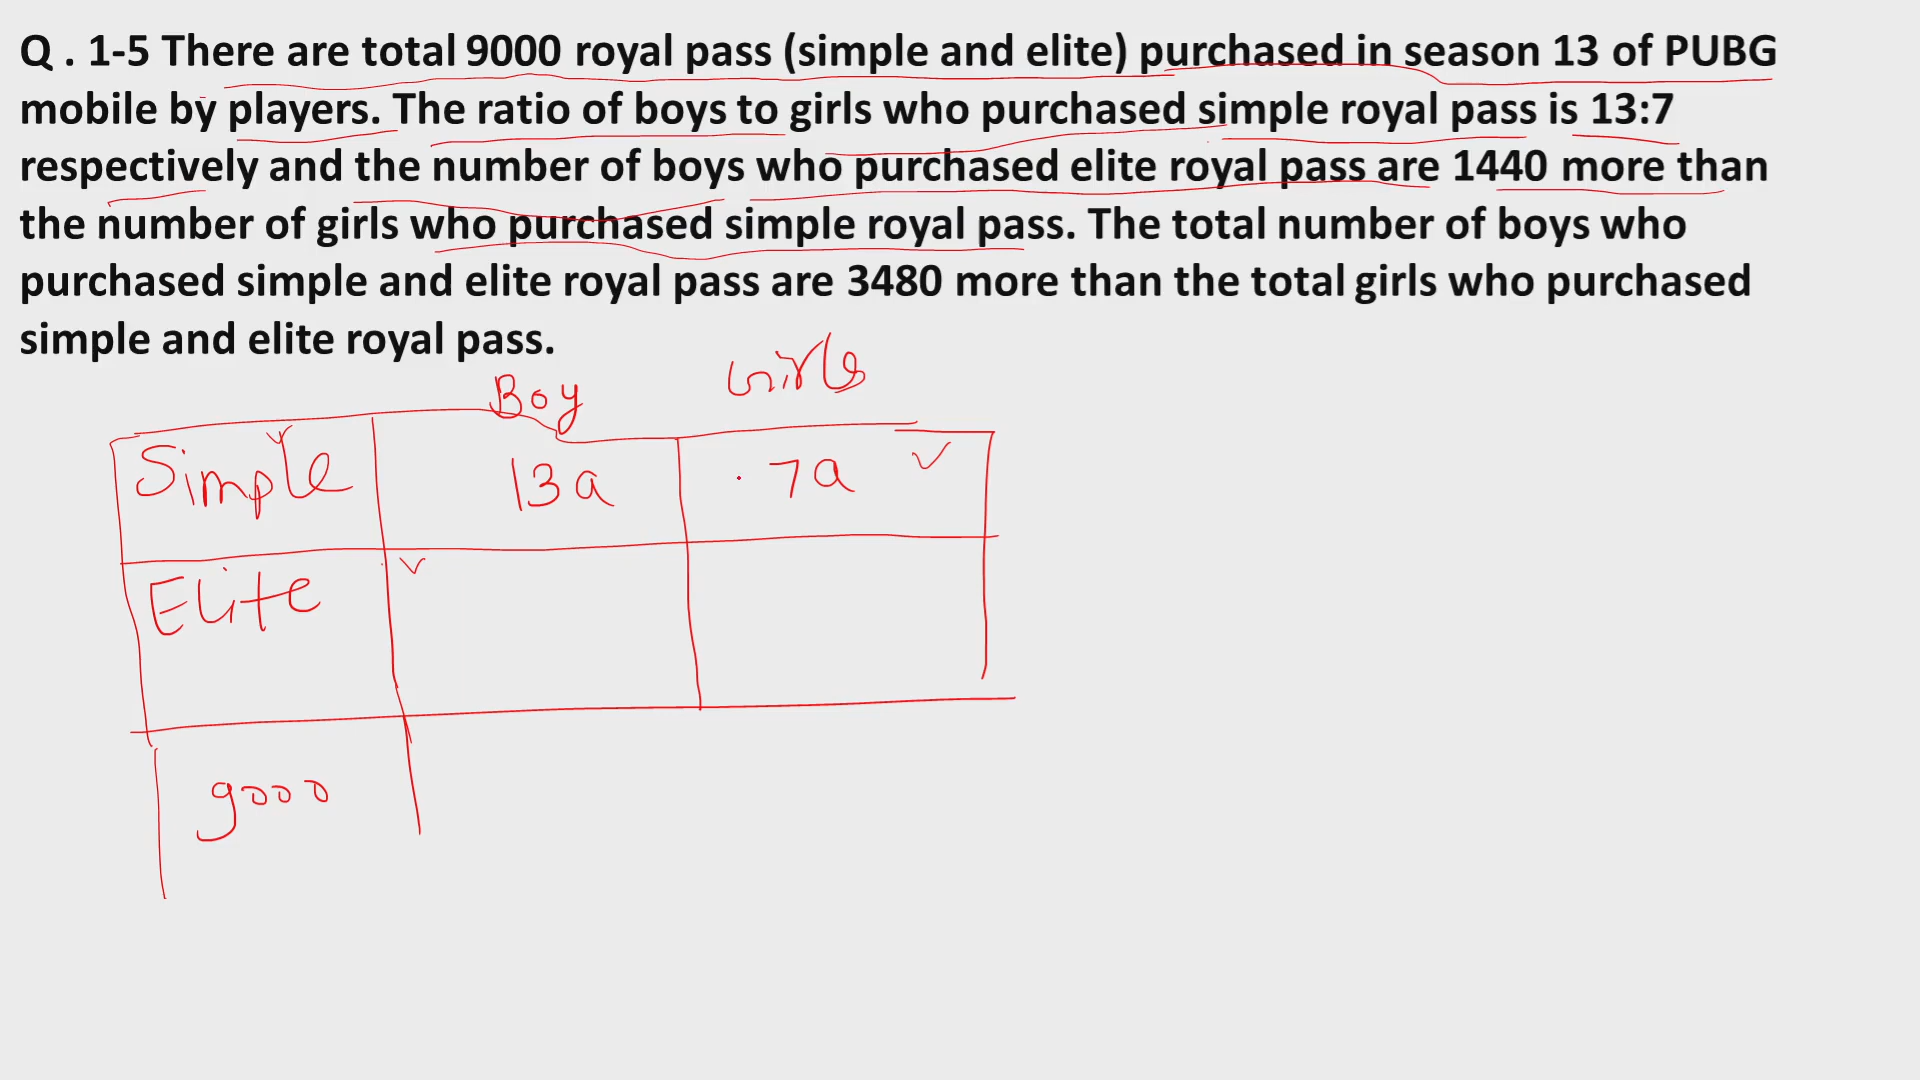 Q . 1-5 There are total 9000 royal pass (simple and elite) purchased in season 13 of PUBG
mobile by players. The ratio of boys to girls who purchased simple royal pass is 13:7
respectively and the number of boys who purchased elite royal pass are 1440 more than
the number of girls who purchased simple royal pass. The total number of boys who
purchased simple and elite royal pass are 3480 more than the total girls who purchased
simple and elite royal pass.
Boy Girls
Simple 13a 7a
Elite
9000